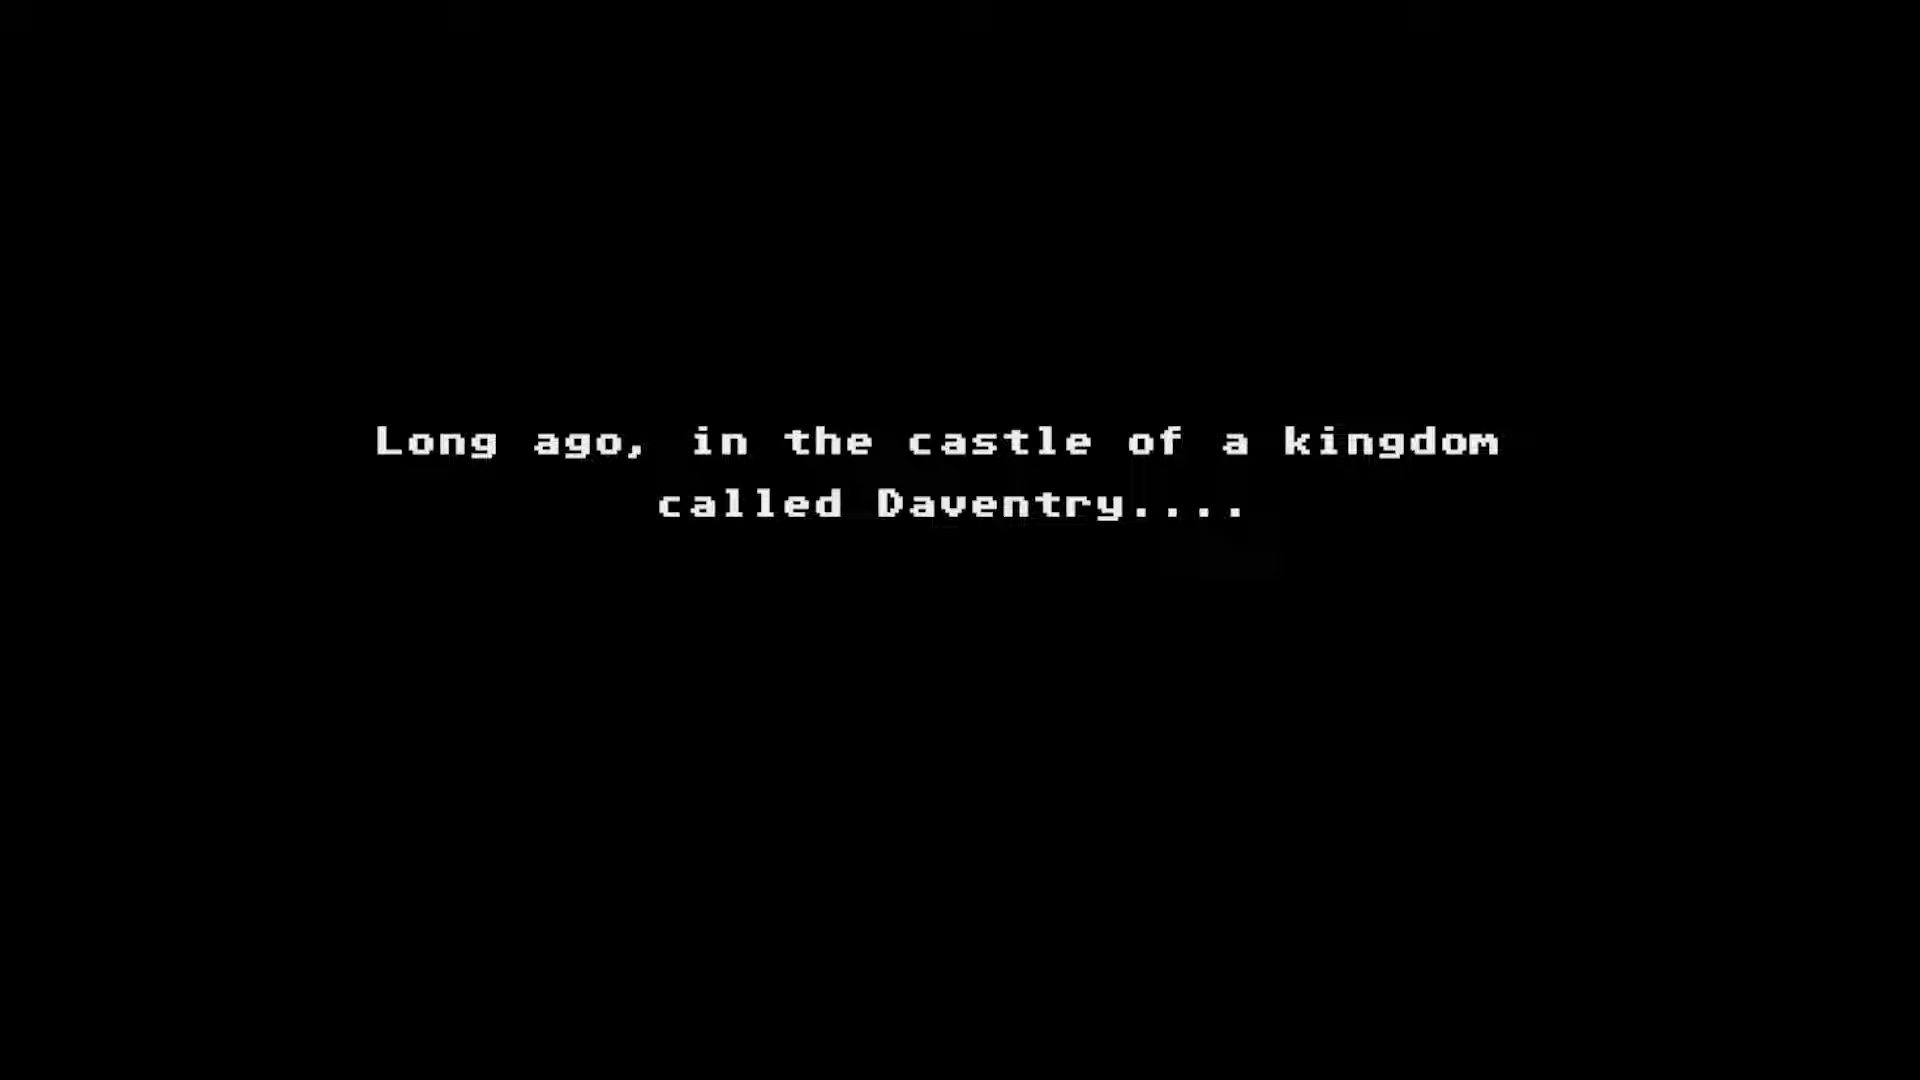 Long ago, in the castle of a kingdom
called Daventry....